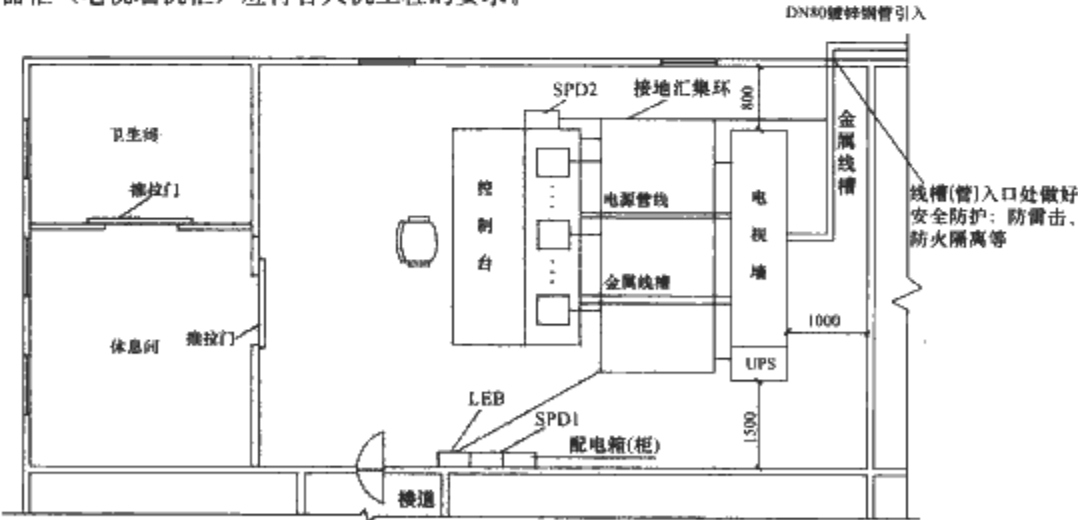 DN80镀锌钢管引入
SPD2
接地汇集环
800
金属线槽
卫生间
推拉门
控制台
电源管线
电视墙
线槽(管)入口处做好
安全防护：防雷击、
防火隔离等
金属线槽
1000
休息间
推拉门
UPS
LEB
SPD1
1500
配电箱(柜)
楼道